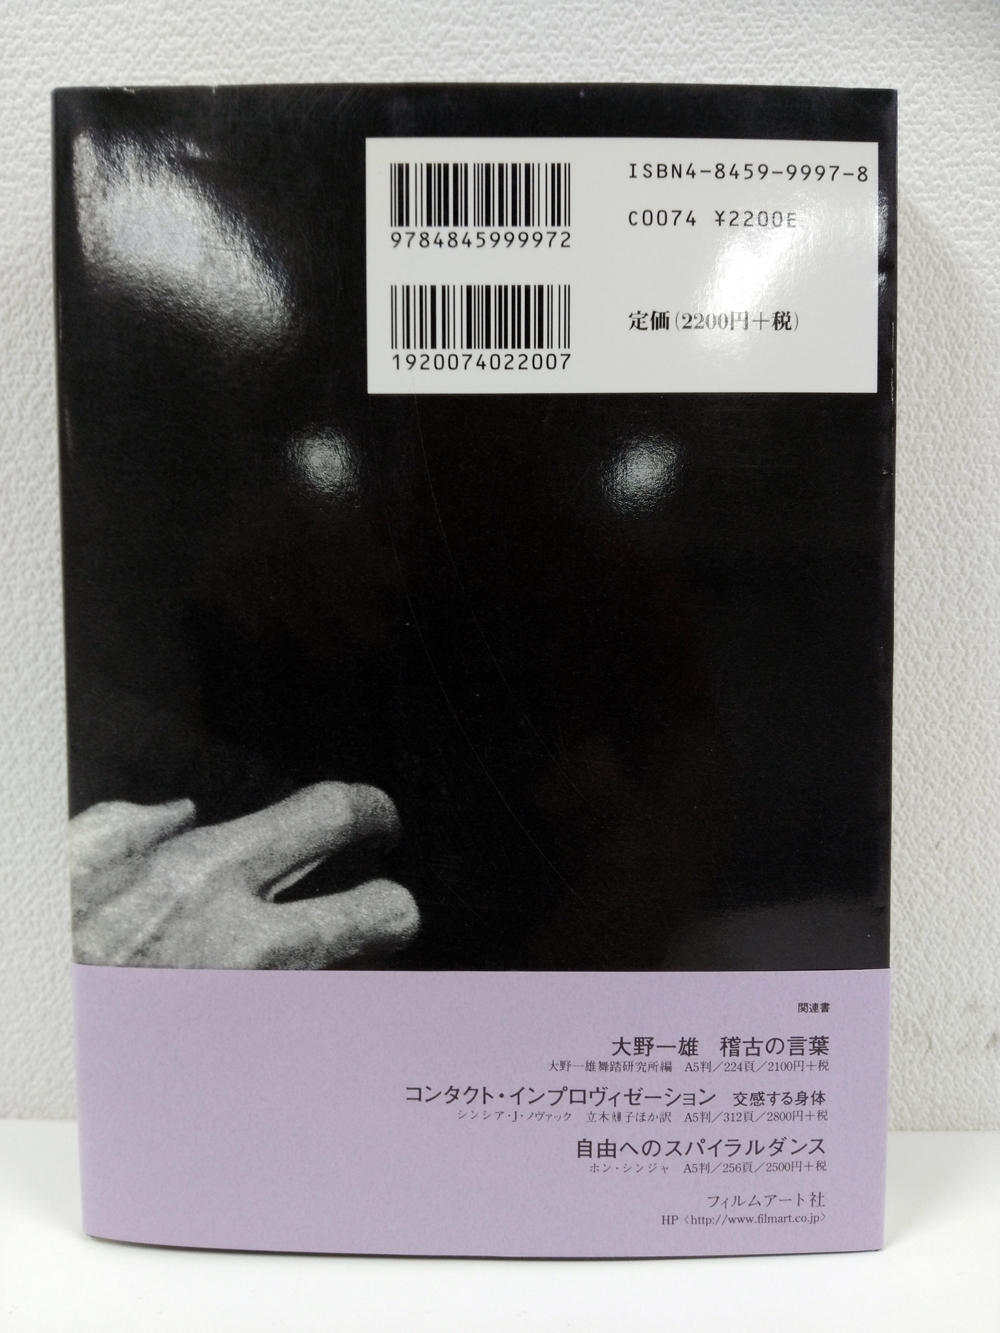 ISBN4-8459-9997-8
C0074 ¥2200E
9784845999972
定価(2200円+税)
1920074022007
関連書
大野一雄 稽古の言葉
大野一雄舞踏研究所編 A5判/224頁/2100円+税
コンタクト・インプロヴィゼーション 交感する身体
シンシア・J・ノヴァック 立木燁子ほか訳 A5判/312頁/2800円+税
自由へのスパイラルダンス
ホン・シンジャ A5判/256頁/2500円+税
フィルムアート社
HP〈http://www.filmart.co.jp〉